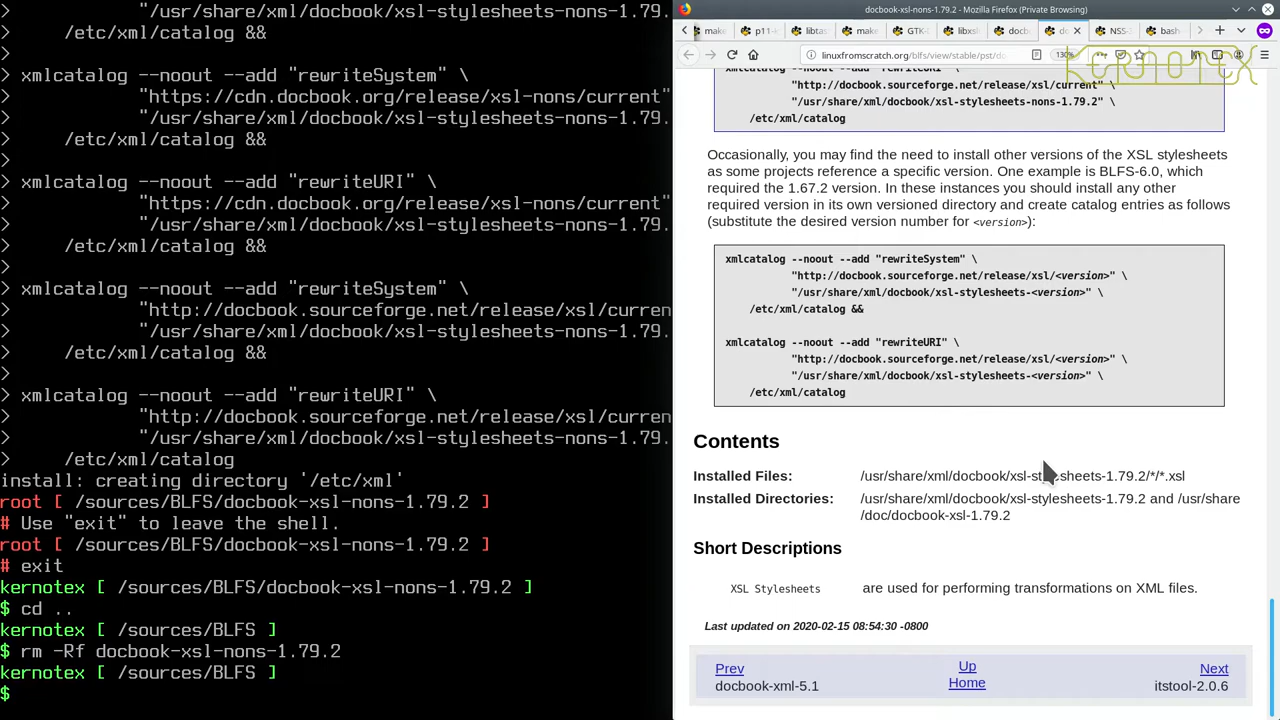 "/usr/share/xml/docbook/xsl-stylesheets-nons-1.79.
> /etc/xml/catalog &&
>
> xmlcatalog --noout --add "rewriteSystem" \
> "https://cdn.docbook.org/release/xsl-nons/current"
> "/usr/share/xml/docbook/xsl-stylesheets-nons-1.79.
> /etc/xml/catalog &&
>
> xmlcatalog --noout --add "rewriteURI" \
> "https://cdn.docbook.org/release/xsl-nons/current"
> "/usr/share/xml/docbook/xsl-stylesheets-nons-1.79.
> /etc/xml/catalog &&
>
> xmlcatalog --noout --add "rewriteSystem" \
> "http://docbook.sourceforge.net/release/xsl/curren
> "/usr/share/xml/docbook/xsl-stylesheets-nons-1.79.
> /etc/xml/catalog &&
>
> xmlcatalog --noout --add "rewriteURI" \
> "http://docbook.sourceforge.net/release/xsl/curren
> "/usr/share/xml/docbook/xsl-stylesheets-nons-1.79.
> /etc/xml/catalog
install: creating directory '/etc/xml'
root [ /sources/BLFS/docbook-xsl-nons-1.79.2 ]
# Use "exit" to leave the shell.
root [ /sources/BLFS/docbook-xsl-nons-1.79.2 ]
# exit
kernotex [ /sources/BLFS/docbook-xsl-nons-1.79.2 ]
$ cd ..
kernotex [ /sources/BLFS ]
$ rm -Rf docbook-xsl-nons-1.79.2
kernotex [ /sources/BLFS ]
$
docbook-xsl-nons-1.79.2 - Mozilla Firefox (Private Browsing)
make p11- libtas make GTK- libxsl docbo do NSS- bash
linuxfromscratch.org/blfs/view/stable/pst/do 130%
KERNOTEX
xmlcatalog --noout --add "rewriteURI" \
"http://docbook.sourceforge.net/release/xsl/current" \
"/usr/share/xml/docbook/xsl-stylesheets-nons-1.79.2" \
/etc/xml/catalog
Occasionally, you may find the need to install other versions of the XSL stylesheets
as some projects reference a specific version. One example is BLFS-6.0, which
required the 1.67.2 version. In these instances you should install any other
required version in its own versioned directory and create catalog entries as follows
(substitute the desired version number for <version>):
xmlcatalog --noout --add "rewriteSystem" \
"http://docbook.sourceforge.net/release/xsl/<version>" \
"/usr/share/xml/docbook/xsl-stylesheets-<version>" \
/etc/xml/catalog &&
xmlcatalog --noout --add "rewriteURI" \
"http://docbook.sourceforge.net/release/xsl/<version>" \
"/usr/share/xml/docbook/xsl-stylesheets-<version>" \
/etc/xml/catalog
Contents
Installed Files: /usr/share/xml/docbook/xsl-stylesheets-1.79.2/*/*.xsl
Installed Directories: /usr/share/xml/docbook/xsl-stylesheets-1.79.2 and /usr/share
/doc/docbook-xsl-1.79.2
Short Descriptions
XSL Stylesheets are used for performing transformations on XML files.
Last updated on 2020-02-15 08:54:30 -0800
Prev Up Next
docbook-xml-5.1 Home itstool-2.0.6